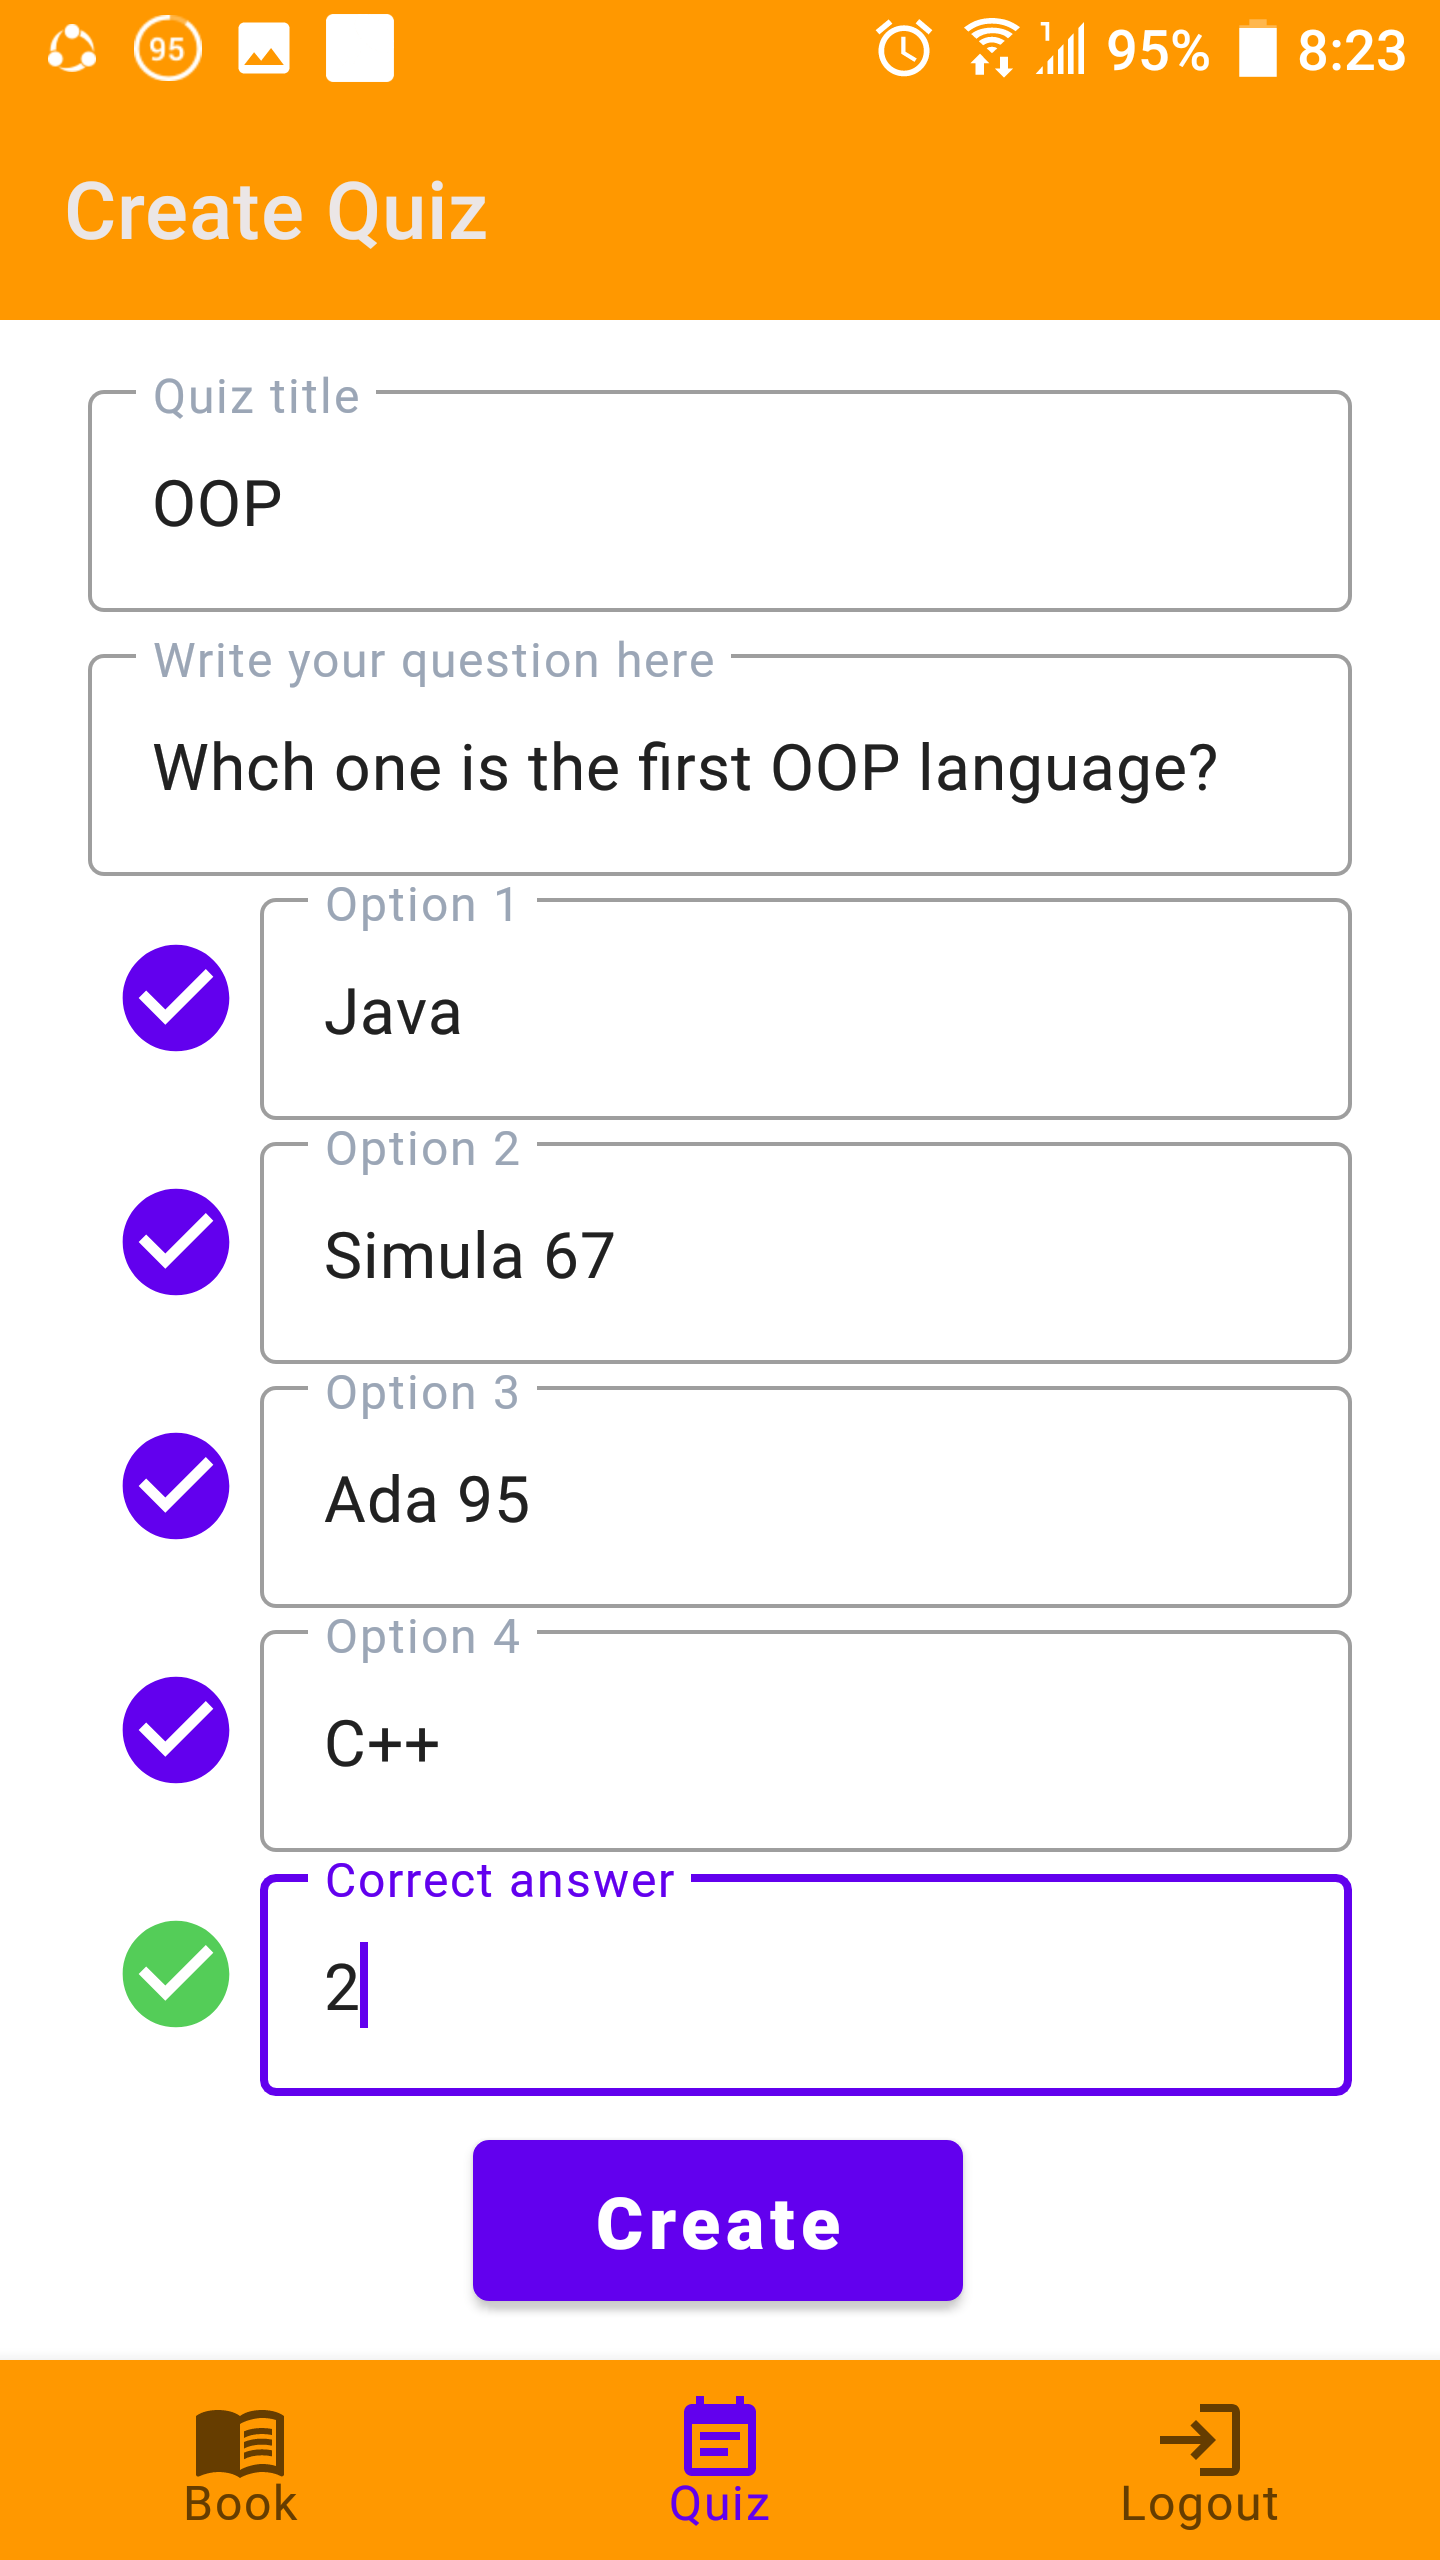 95 1 95% 8:23
Create Quiz
Quiz title
OOP
Write your question here
Whch one is the first OOP language?
Option 1
Java
Option 2
Simula 67
Option 3
Ada 95
Option 4
C++
Correct answer
2
Create
Book Quiz Logout